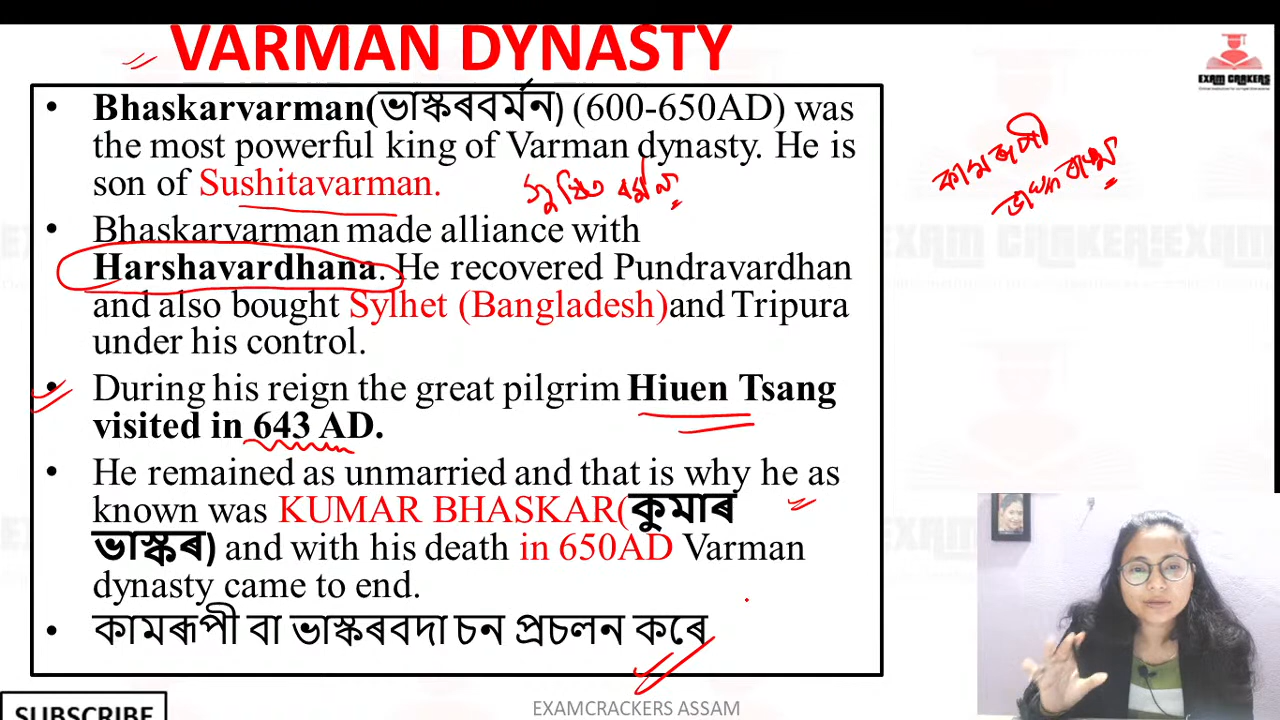 VARMAN DYNASTY
EXAM CRAKERS
• Bhaskarvarman(ভাস্কৰবৰ্মন) (600-650AD) was
the most powerful king of Varman dynasty. He is
son of Sushitavarman.
• Bhaskarvarman made alliance with
Harshavardhana. He recovered Pundravardhan
and also bought Sylhet (Bangladesh)and Tripura
under his control.
• During his reign the great pilgrim Hiuen Tsang
visited in 643 AD.
• He remained as unmarried and that is why he as
known was KUMAR BHASKAR(কুমাৰ
ভাস্কৰ) and with his death in 650AD Varman
dynasty came to end.
• কামৰূপী বা ভাস্কৰবদা চন প্ৰচলন কৰে
কামৰূপী
SUBSCRIBE
EXAMCRACKERS ASSAM